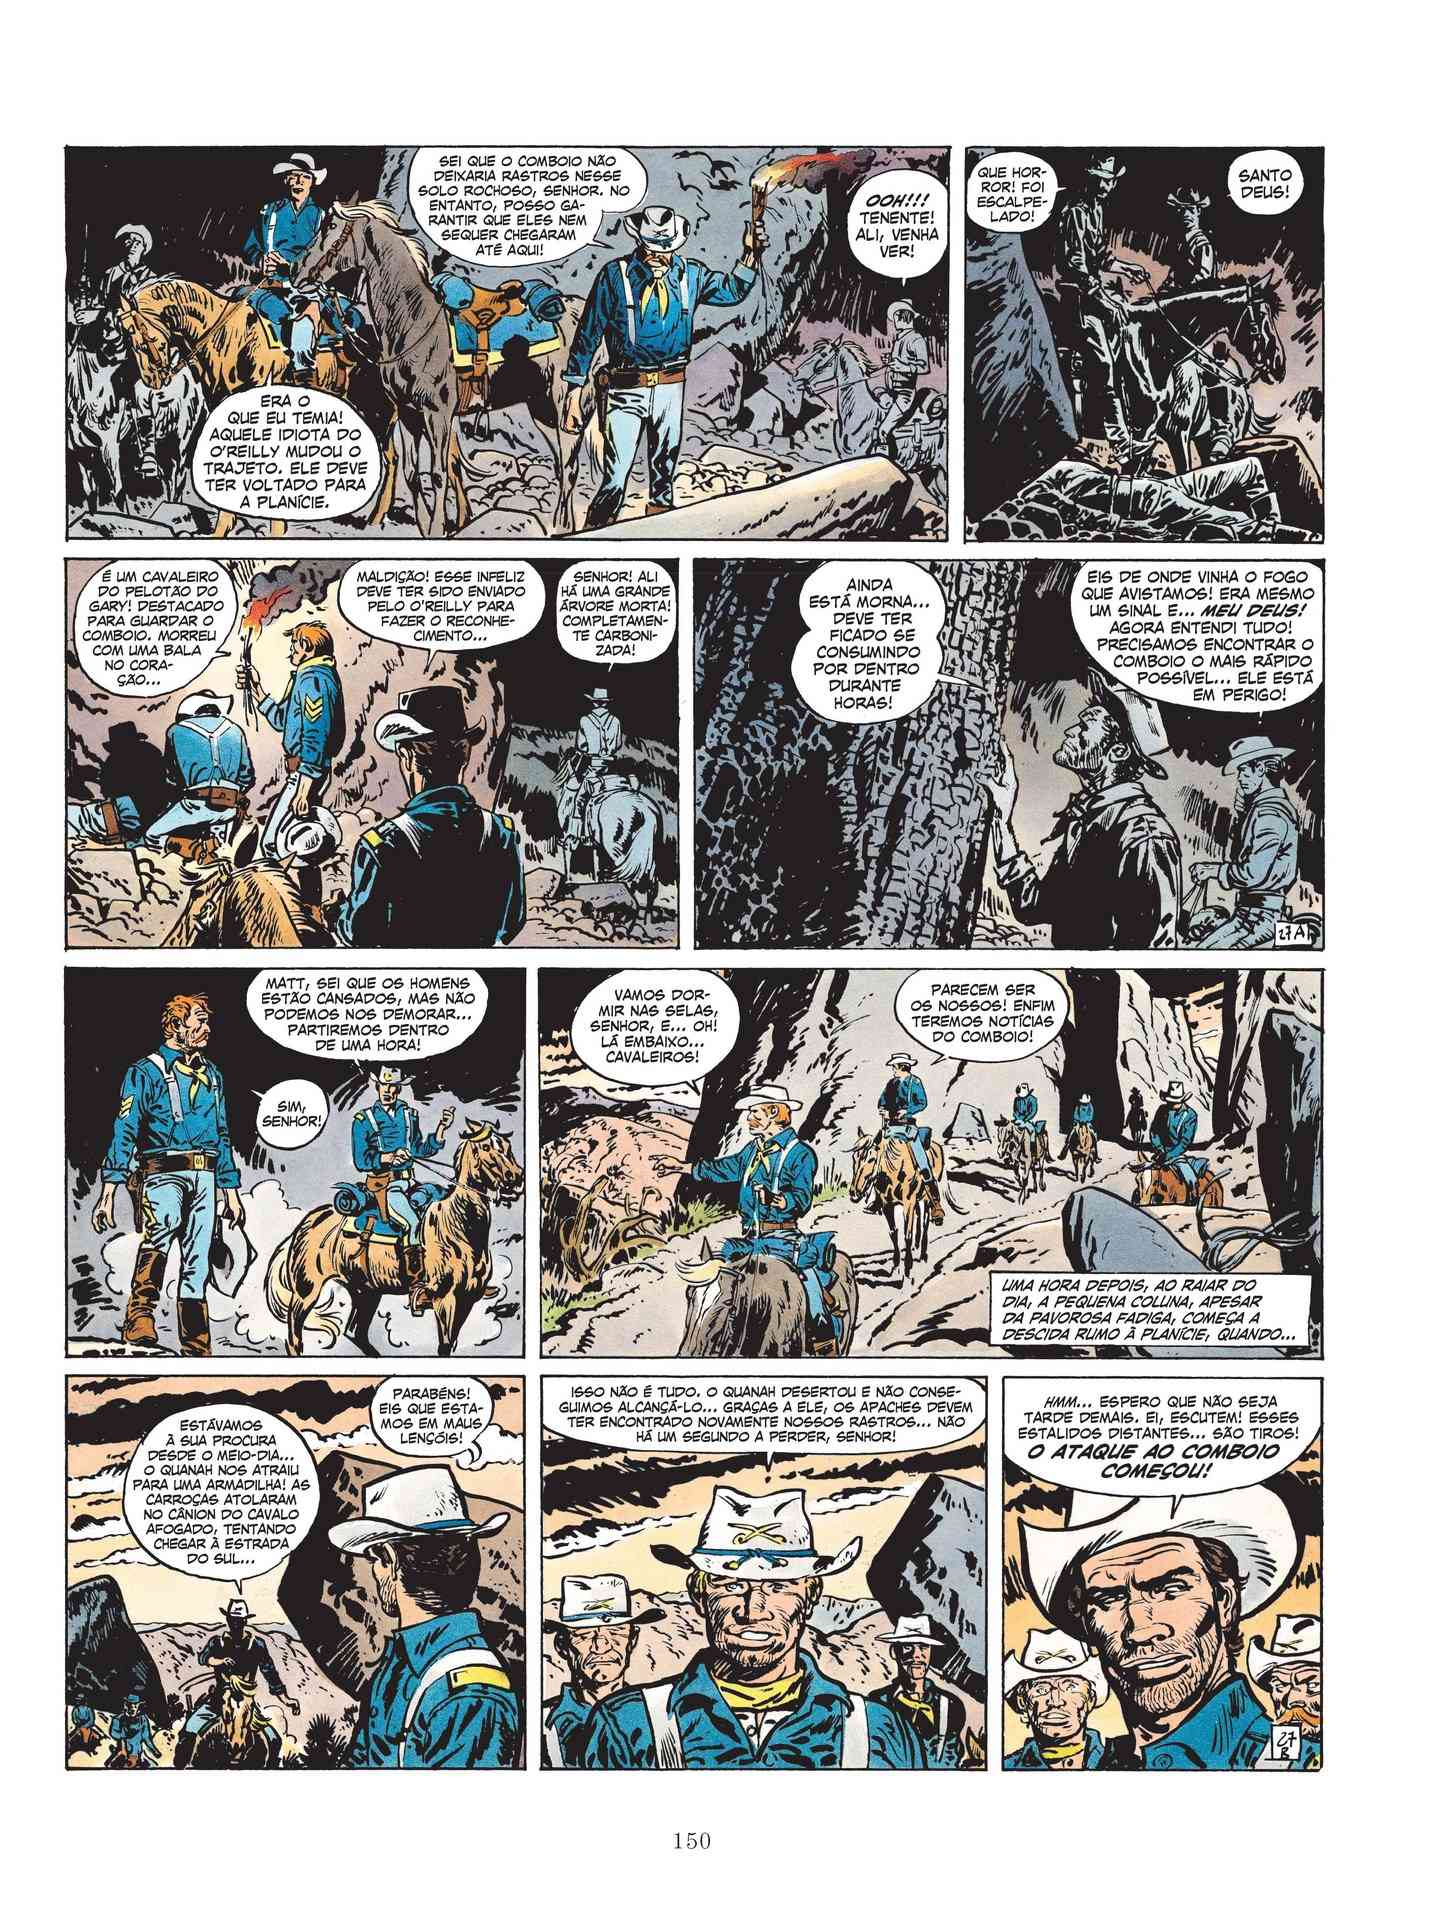 SEI QUE O COMBOIO NÃO
DEIXARIA RASTROS NESSE
SOLO ROCHOSO, SENHOR. NO
ENTANTO, POSSO GA-
RANTIR QUE ELES NEM
SEQUER CHEGARAM
ATÉ AQUI!
ERA O
QUE EU TEMIA!
AQUELE IDIOTA DO
O'REILLY MUDOU O
TRAJETO. ELE DEVE
TER VOLTADO PARA
A PLANÍCIE.
OOH!!!
TENENTE!
ALI, VENHA
VER!
QUE HOR-
ROR! FOI
ESCALPE-
LADO!
SANTO
DEUS!
É UM CAVALEIRO
DO PELOTÃO DO
GARY! DESTACADO
PARA GUARDAR O
COMBOIO. MORREU
COM UMA BALA
NO CORA-
ÇÃO...
MALDIÇÃO! ESSE INFELIZ
DEVE TER SIDO ENVIADO
PELO O'REILLY PARA
FAZER O RECONHE-
CIMENTO...
SENHOR! ALI
HÁ UMA GRANDE
ÁRVORE MORTA!
COMPLETAMEN-
TE CARBONI-
ZADA!
AINDA
ESTÁ MORNA...
DEVE TER
FICADO SE
CONSUMINDO
POR DENTRO
DURANTE
HORAS!
EIS DE ONDE VINHA O FOGO
QUE AVISTAMOS! ERA MESMO
UM SINAL E... MEU DEUS!
AGORA ENTENDI TUDO!
PRECISAMOS ENCONTRAR O
COMBOIO O MAIS RÁPIDO
POSSÍVEL... ELE ESTÁ
EM PERIGO!
27A
MATT, SEI QUE OS HOMENS
ESTÃO CANSADOS, MAS NÃO
PODEMOS NOS DEMORAR...
PARTIREMOS DENTRO
DE UMA HORA!
SIM,
SENHOR!
VAMOS DOR-
MIR NAS SELAS,
SENHOR, E... OH!
LÁ EMBAIXO...
CAVALEIROS!
PARECEM SER
OS NOSSOS! ENFIM
TEREMOS NOTÍCIAS
DO COMBOIO!
UMA HORA DEPOIS, AO RAIAR DO
DIA, A PEQUENA COLUNA, APESAR
DA PAVOROSA FADIGA, COMEÇA A
DESCIDA RUMO À PLANÍCIE, QUANDO...
ESTÁVAMOS
À SUA PROCURA
DESDE O MEIO-DIA...
O QUANAH NOS ATRAIU
PARA UMA ARMADILHA! AS
CARROÇAS ATOLARAM
NO CÂNION DO CAVALO
AFOGADO, TENTANDO
CHEGAR À ESTRADA
DO SUL...
PARABÉNS!
EIS QUE ESTA-
MOS EM MAUS
LENÇÓIS!
ISSO NÃO É TUDO. O QUANAH DESERTOU E NÃO CONSE-
GUIMOS ALCANÇÁ-LO... GRAÇAS A ELE, OS APACHES DEVEM
TER ENCONTRADO NOVAMENTE NOSSOS RASTROS... NÃO
HÁ UM SEGUNDO A PERDER, SENHOR!
HMM... ESPERO QUE NÃO SEJA
TARDE DEMAIS. EI, ESCUTEM! ESSES
ESTALIDOS DISTANTES... SÃO TIROS!
O ATAQUE AO COMBOIO
COMEÇOU!
27
B
150